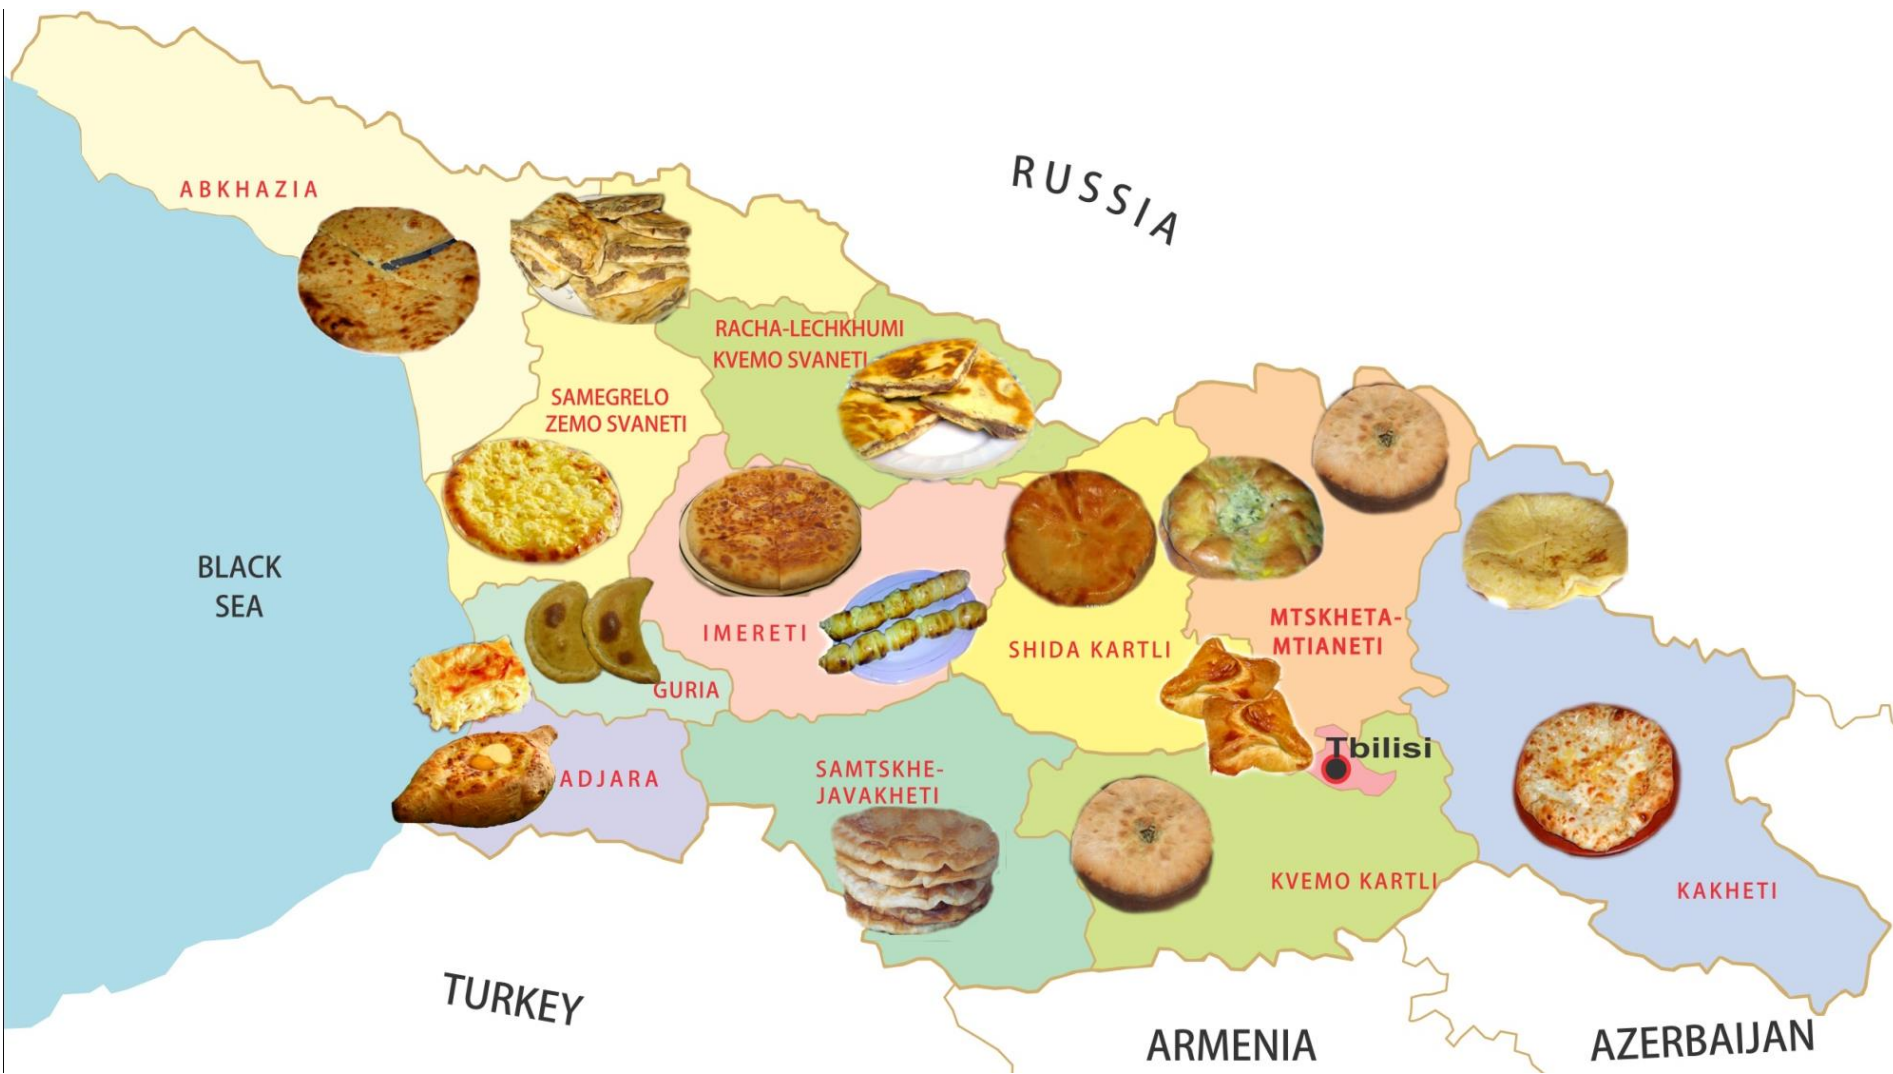 RUSSIA
ABKHAZIA
RACHA-LECHKHUMI
KVEMO SVANETI
SAMEGRELO
ZEMO SVANETI
BLACK
SEA
IMERETI
SHIDA KARTLI
MTSKHETA-
MTIANETI
GURIA
Tbilisi
ADJARA
SAMTSKHE-
JAVAKHETI
KVEMO KARTLI
KAKHETI
TURKEY
ARMENIA
AZERBAIJAN